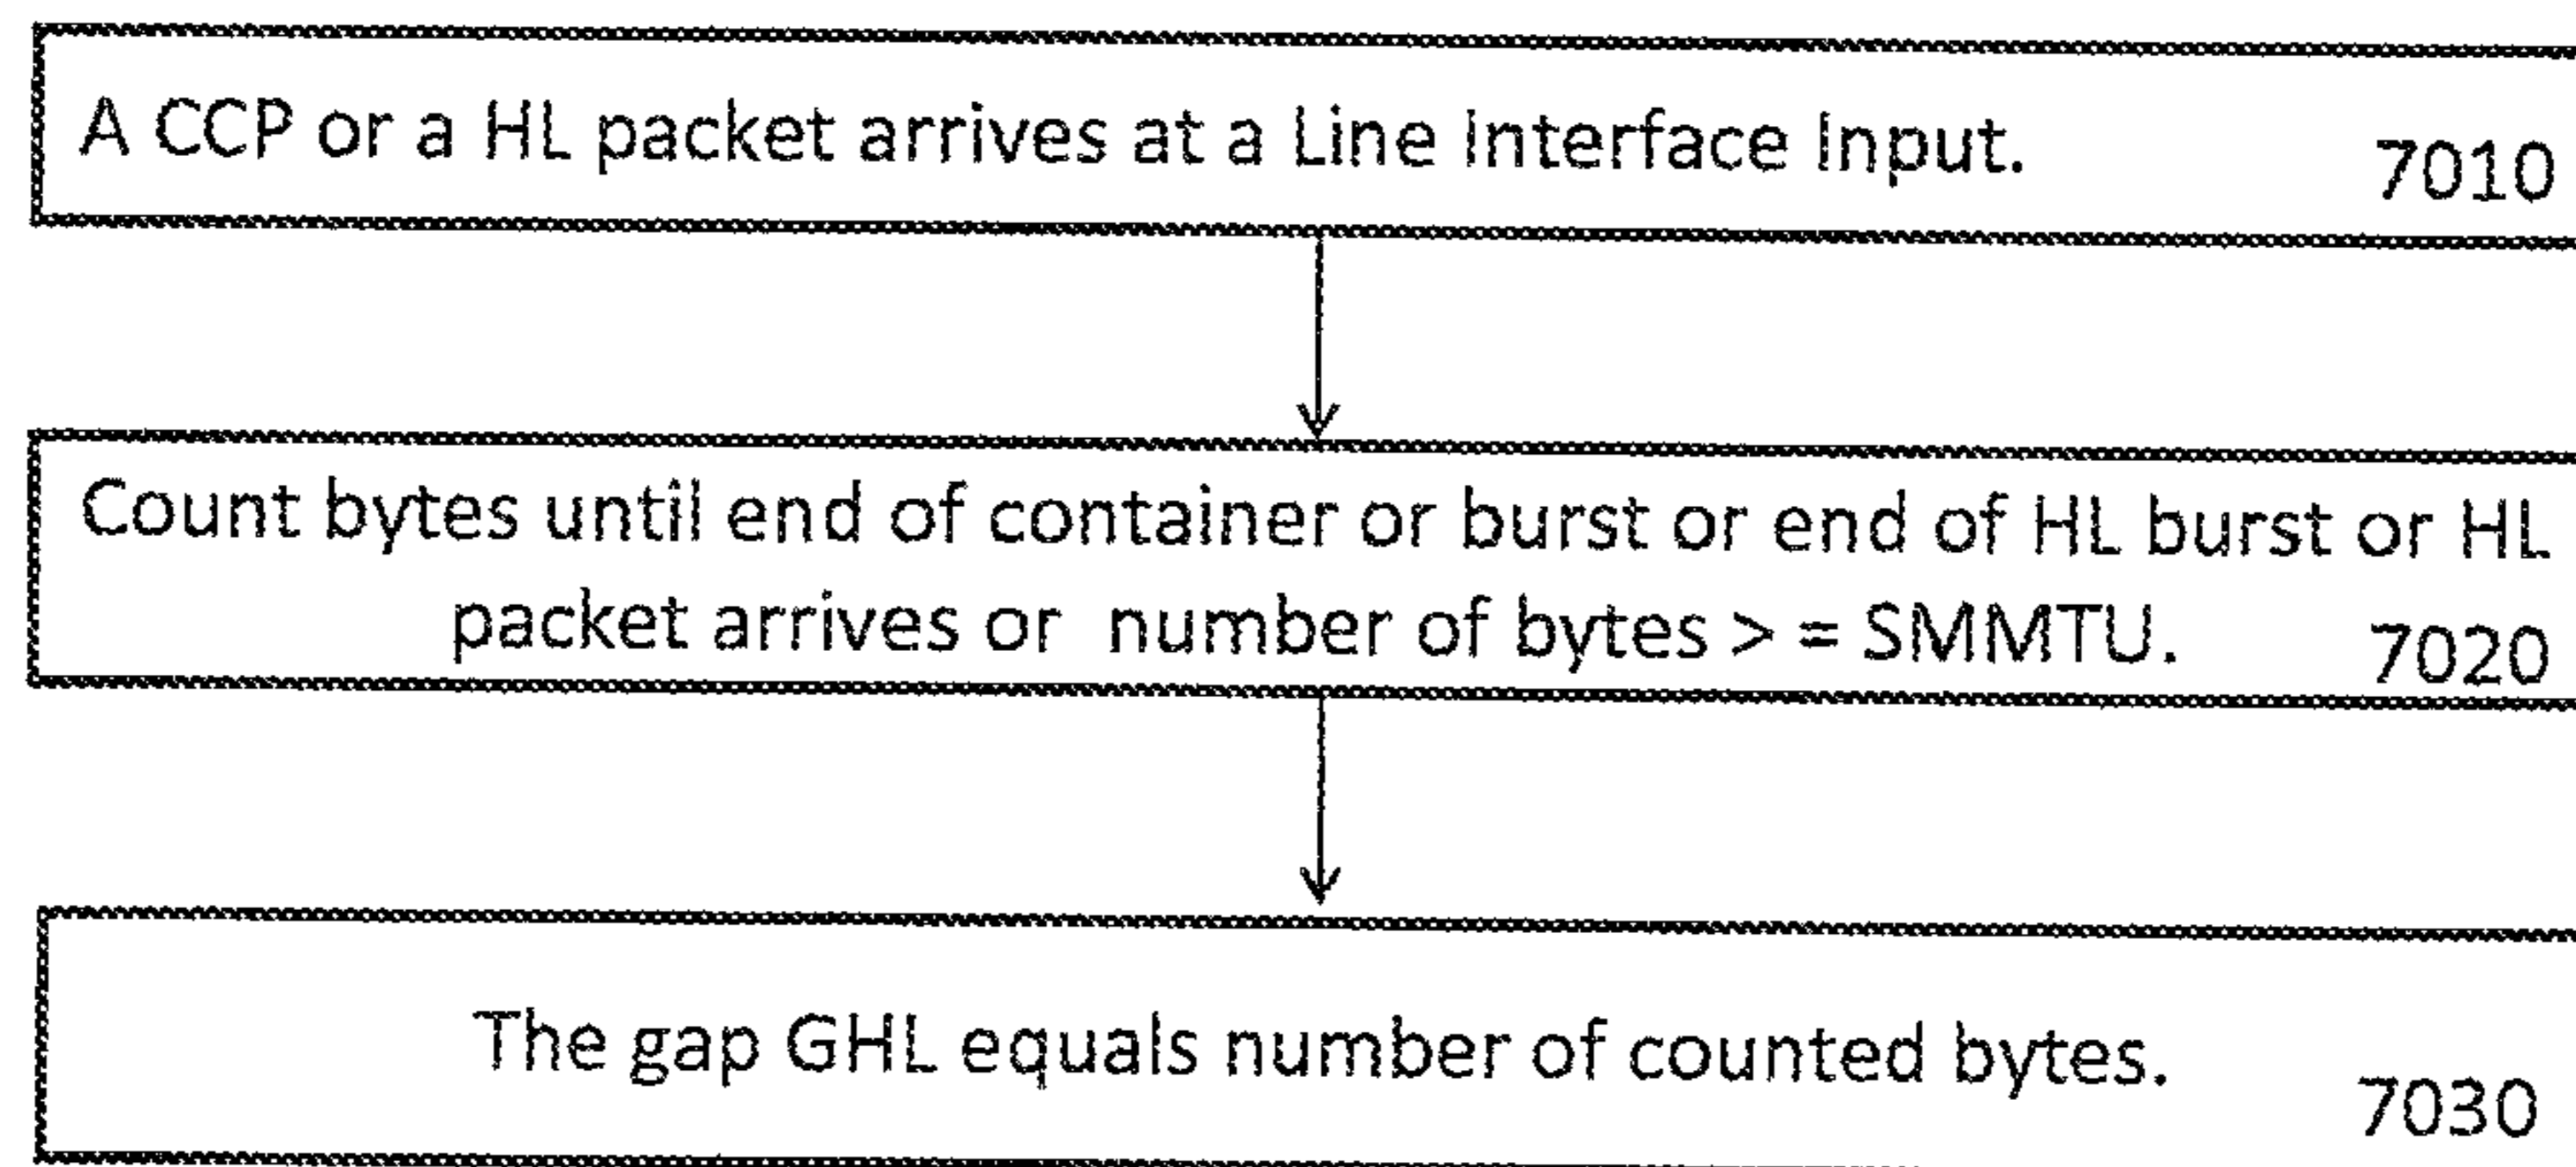 A CCP or a HL packet arrives at a Line Interface Input.
7010
Count bytes until end of container or burst or end of HL burst or HL
packet arrives or number of bytes > = SMMTU.
7020
The gap GHL equals number of counted bytes.
7030